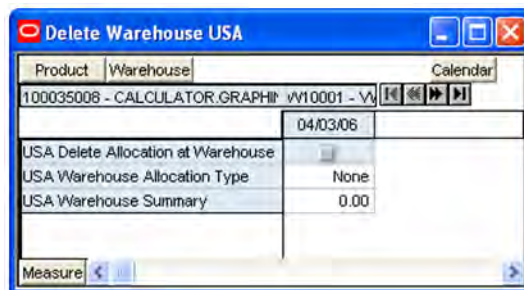 Delete Warehouse USA
Product Warehouse Calendar
100035008 - CALCULATOR.GRAPHI W10001 -
04/03/06
USA Delete Allocation at Warehouse
USA Warehouse Allocation Type None
USA Warehouse Summary 0.00
Measure